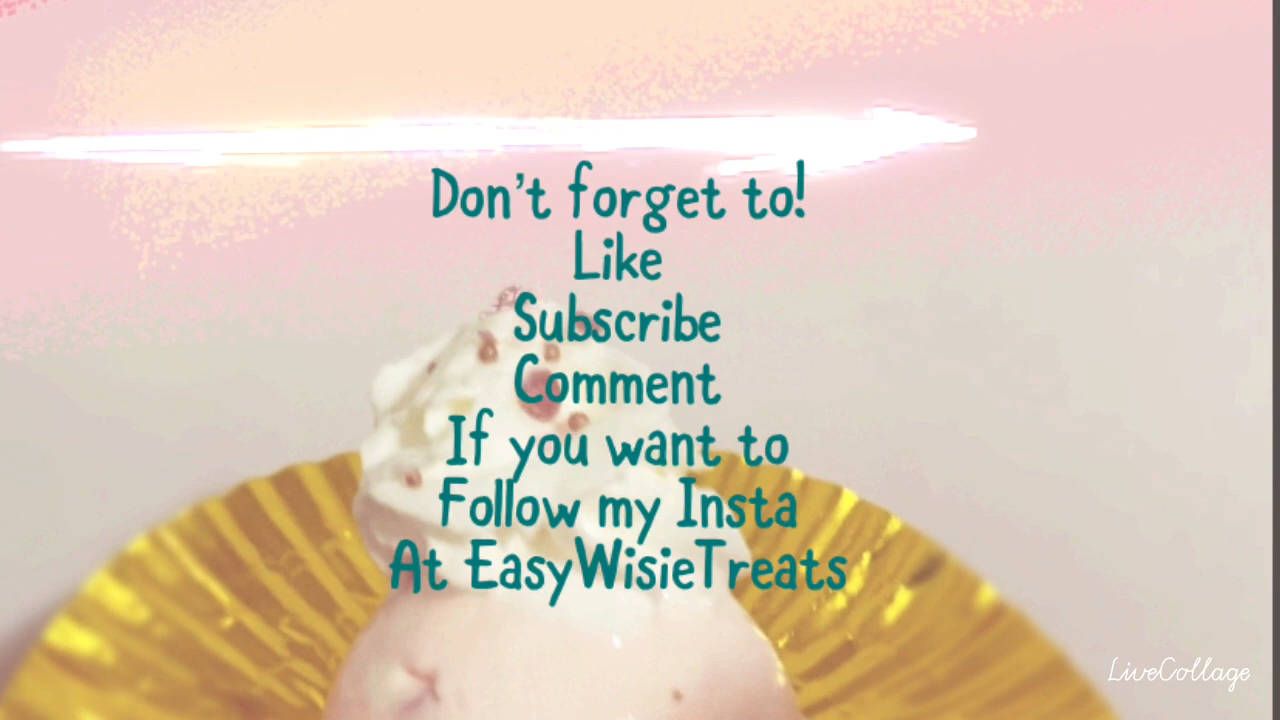 Don't forget to!
Like
Subscribe
Comment
If you want to
Follow my Insta
At EasyWisieTreats
LiveCollage